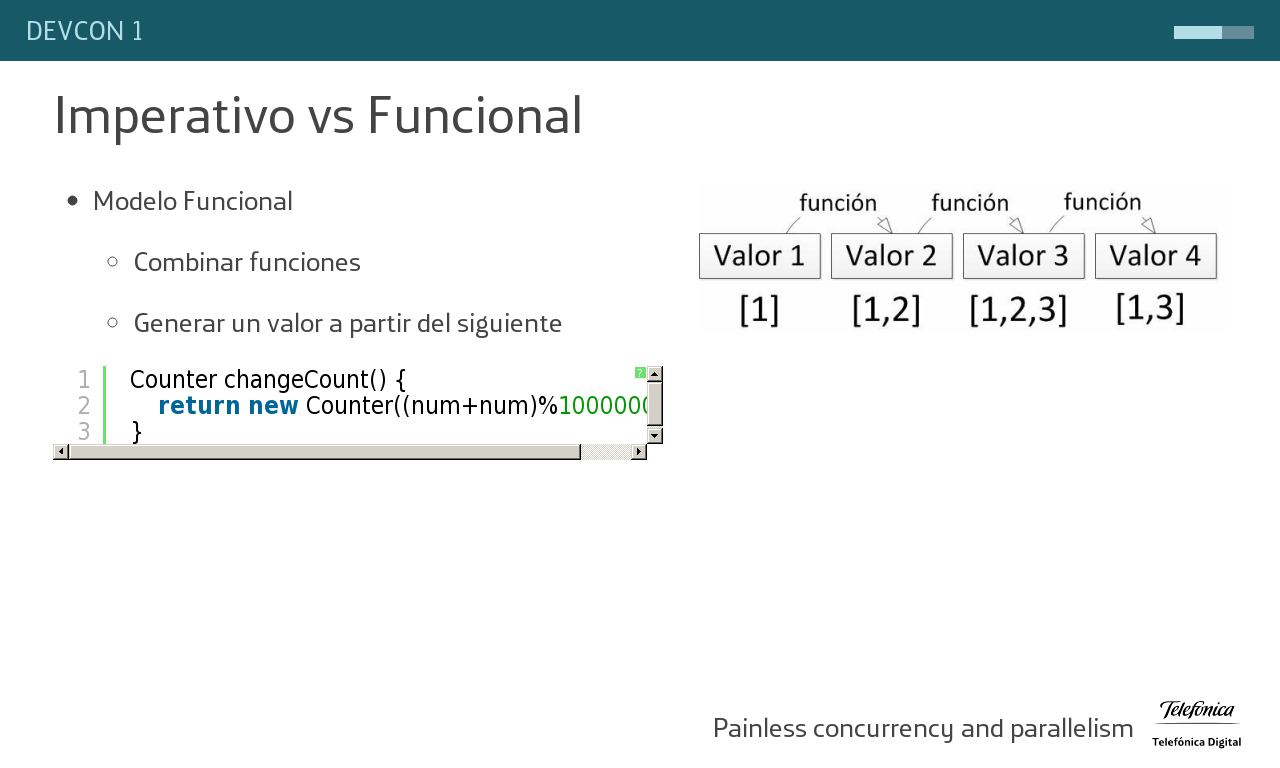 DEVCON 1
Imperativo vs Funcional
Modelo Funcional
Combinar funciones
Generar un valor a partir del siguiente
1 Counter changeCount() {
2 return new Counter((num+num)%1000000
3 }
?
función función función
Valor 1 Valor 2 Valor 3 Valor 4
[1] [1,2] [1,2,3] [1,3]
Painless concurrency and parallelism
Telefónica
Telefónica Digital